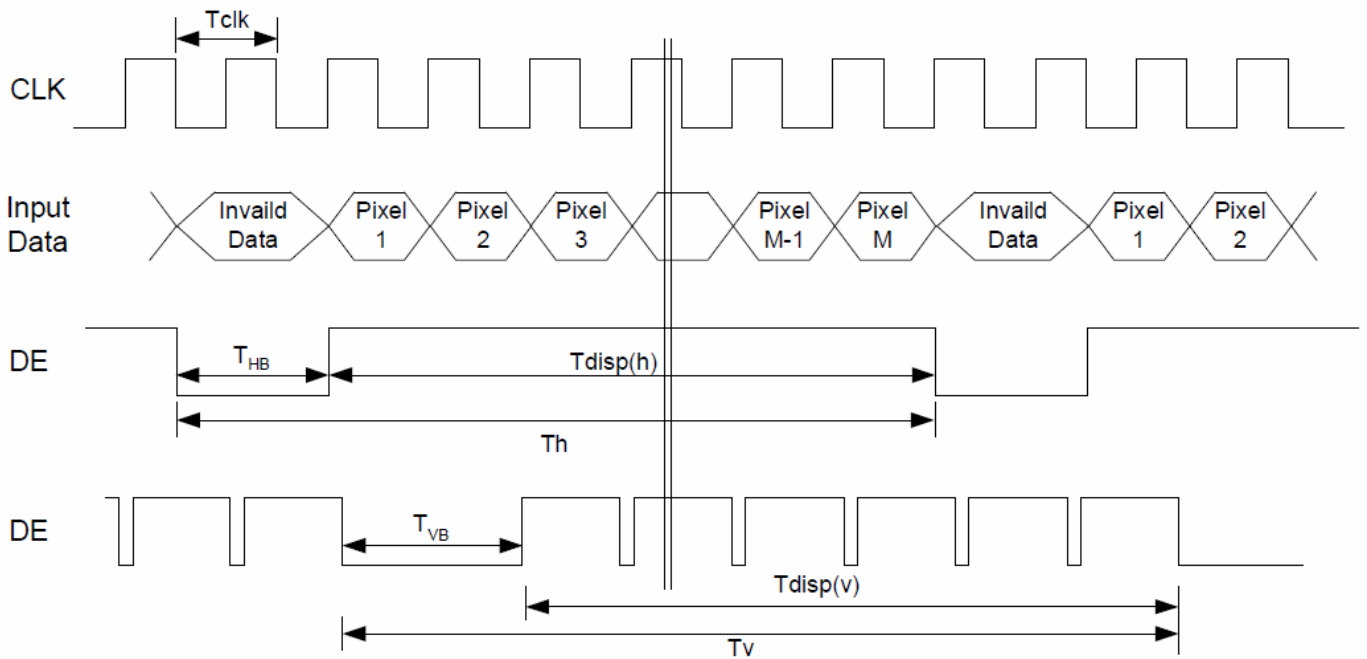 Tclk
CLK
Input
Data
Invaild
Data
Pixel
1
Pixel
2
Pixel
3
Pixel
M-1
Pixel
M
Invaild
Data
Pixel
1
Pixel
2
DE
THB
Tdisp(h)
Th
DE
TVB
Tdisp(v)
Tv